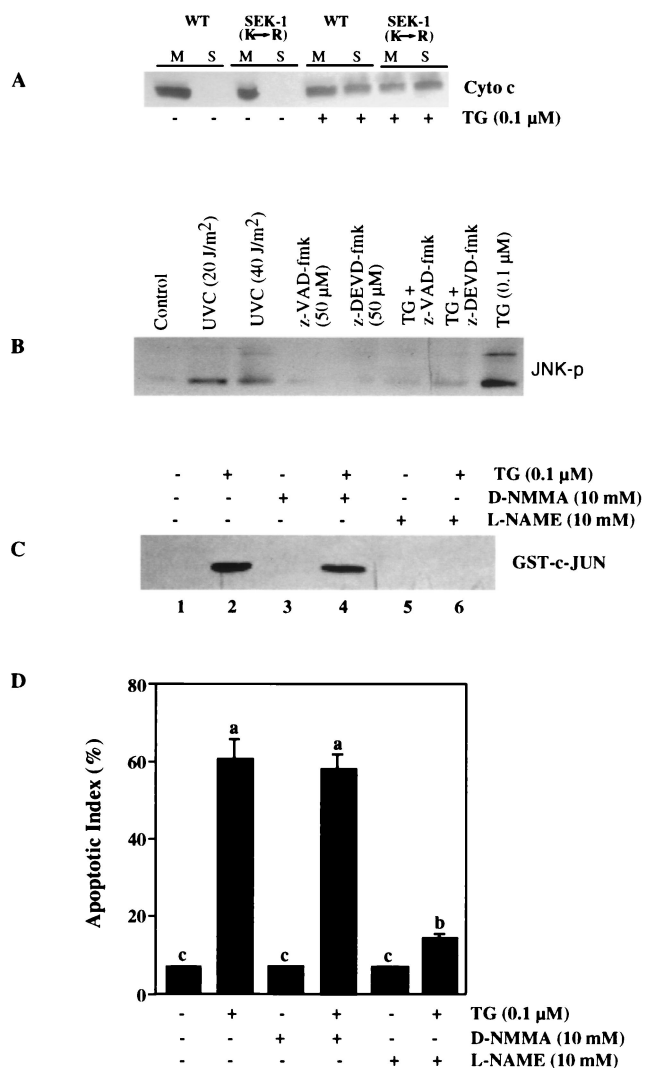 WT SEK-1 (K↔R) WT SEK-1 (K↔R)
M S M S M S M S
A Cyto c
- - - - + + + + TG (0.1 µM)
Control
UVC (20 J/m²)
UVC (40 J/m²)
z-VAD-fmk (50 µM)
z-DEVD-fmk (50 µM)
TG + z-VAD-fmk
TG + z-DEVD-fmk
TG (0.1 µM)
B JNK-p
- + - + - + TG (0.1 µM)
- - + + - - D-NMMA (10 mM)
- - - - + + L-NAME (10 mM)
C GST-c-JUN
1 2 3 4 5 6
D
Apoptotic Index (%)
80
60
40
20
0
c a c a c b
- + - + - + TG (0.1 µM)
- - + + - - D-NMMA (10 mM)
- - - - + + L-NAME (10 mM)